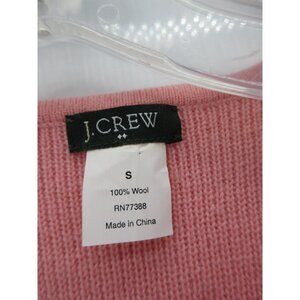 J.CREW
S
100% Wool
RN77388
Made in China